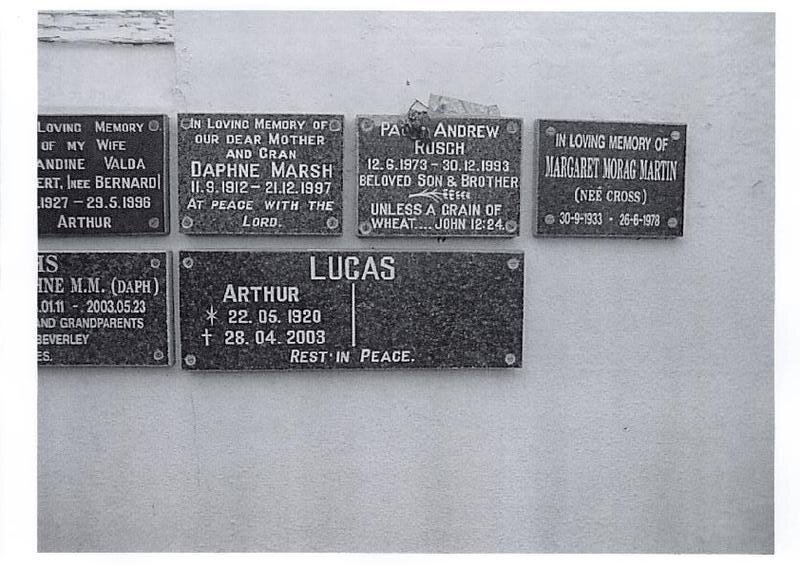 LOVING MEMORY
OF MY WIFE
ANDINE VALDA
ERT, (NEE BERNARD)
.1927 – 29.5.1996
ARTHUR
IN LOVING MEMORY OF
OUR DEAR MOTHER
AND GRAN
DAPHNE MARSH
11.9.1912 – 21.12.1997
AT PEACE WITH THE
LORD.
ANDREW
RUSCH
12.6.1973 – 30.12.1993
BELOVED SON & BROTHER
UNLESS A GRAIN OF
WHEAT.... JOHN 12:24.
IN LOVING MEMORY OF
MARGARET MORAG MARTIN
(NEÉ CROSS)
30-9-1933 - 26-6-1978
HS
HNE M.M. (DAPH)
.01.11 - 2003.05.23
AND GRANDPARENTS
BEVERLEY
ES.
LUCAS
ARTHUR
* 22. 05. 1920
† 28. 04. 2003
REST IN PEACE.